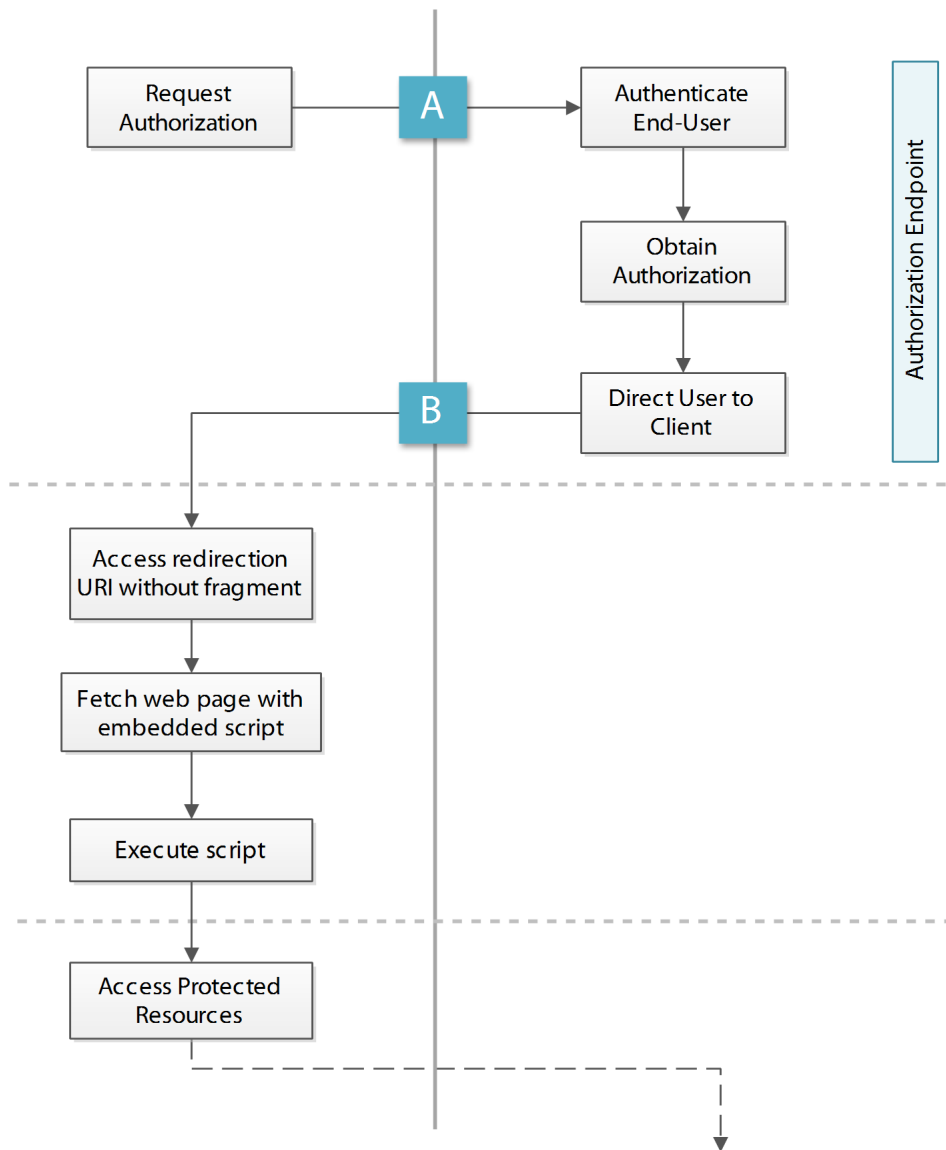 Request
Authorization
A
Authenticate
End-User
Authorization Endpoint
Obtain
Authorization
B
Direct User to
Client
Access redirection
URI without fragment
Fetch web page with
embedded script
Execute script
Access Protected
Resources